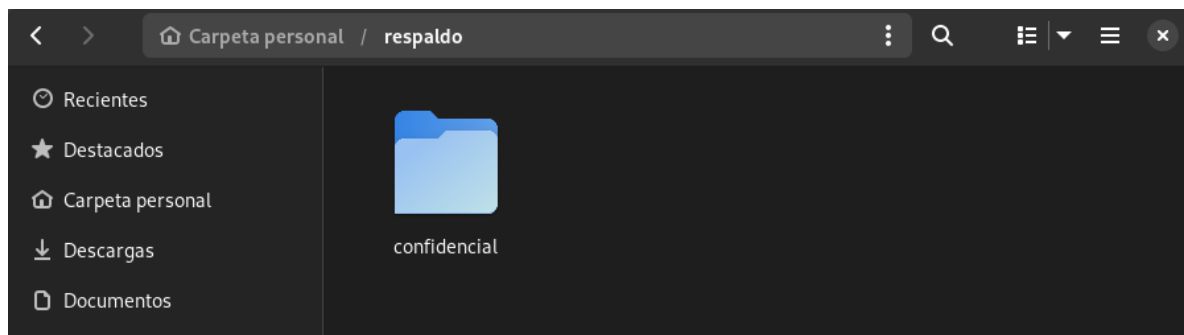 Carpeta personal / respaldo
Recientes
Destacados
Carpeta personal
Descargas
Documentos
confidencial